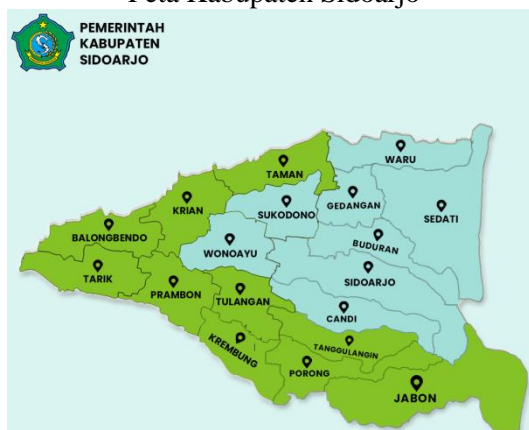 Peta Kabupaten Sidoarjo
PEMERINTAH
KABUPATEN
SIDOARJO
WARU
TAMAN
GEDANGAN
KRIAN
SUKODONO
SEDATI
BALONGBENDO
BUDURAN
WONOAYU
TARIK
SIDOARJO
PRAMBON
TULANGAN
CANDI
KREMBUNG
TANGGULANGIN
PORONG
JABON